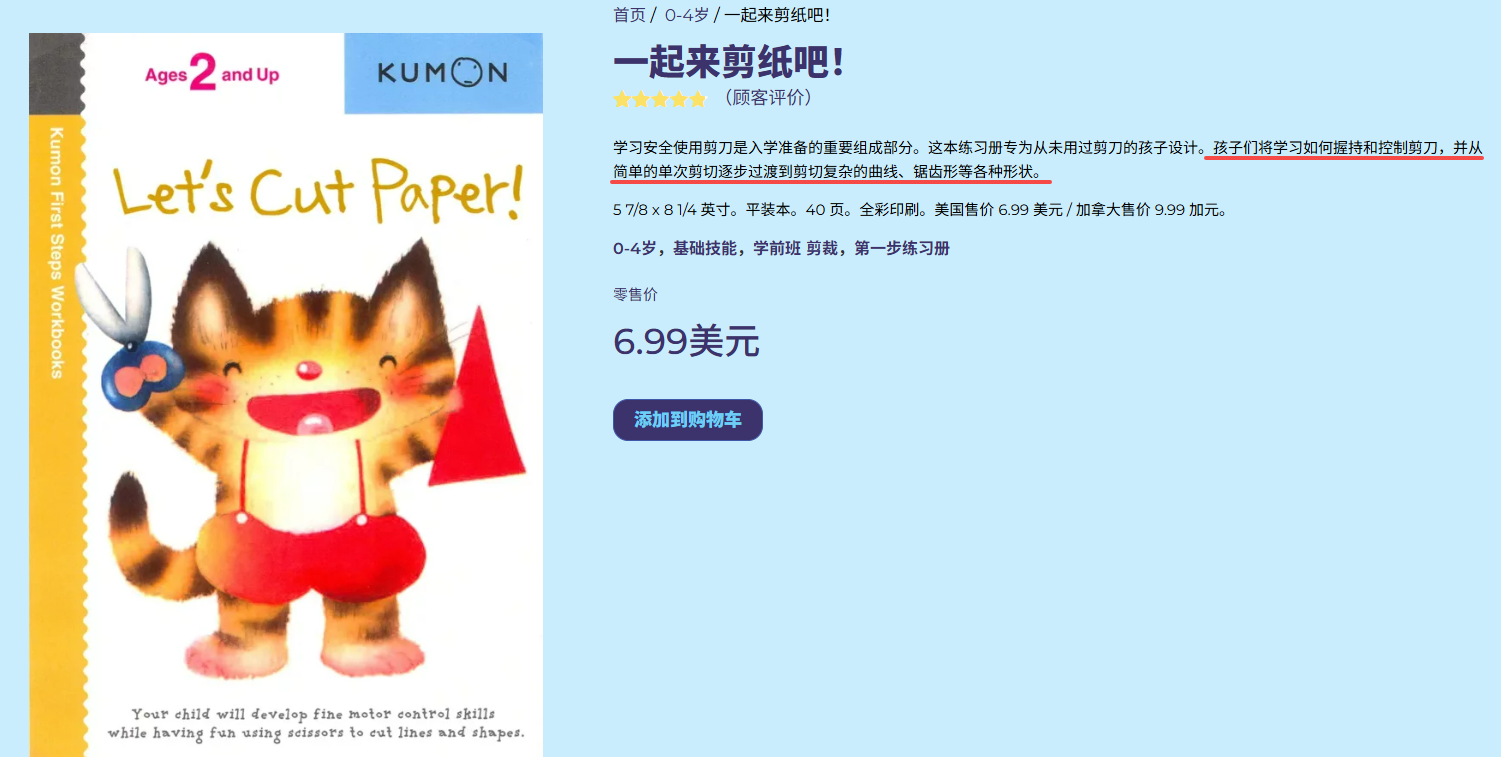 首页 / 0-4岁 / 一起来剪纸吧！
Ages 2 and Up
KUMON
一起来剪纸吧！
（顾客评价）
Kumon First Steps Workbooks
Let's Cut Paper!
学习安全使用剪刀是入学准备的重要组成部分。这本练习册专为从未用过剪刀的孩子设计。孩子们将学习如何握持和控制剪刀，并从
简单的单次剪切逐步过渡到剪切复杂的曲线、锯齿形等各种形状。
5 7/8 x 8 1/4 英寸。平装本。40 页。全彩印刷。美国售价 6.99 美元 / 加拿大售价 9.99 加元。
0-4岁，基础技能，学前班 剪裁，第一步练习册
零售价
6.99美元
添加到购物车
Your child will develop fine motor control skills
while having fun using scissors to cut lines and shapes.